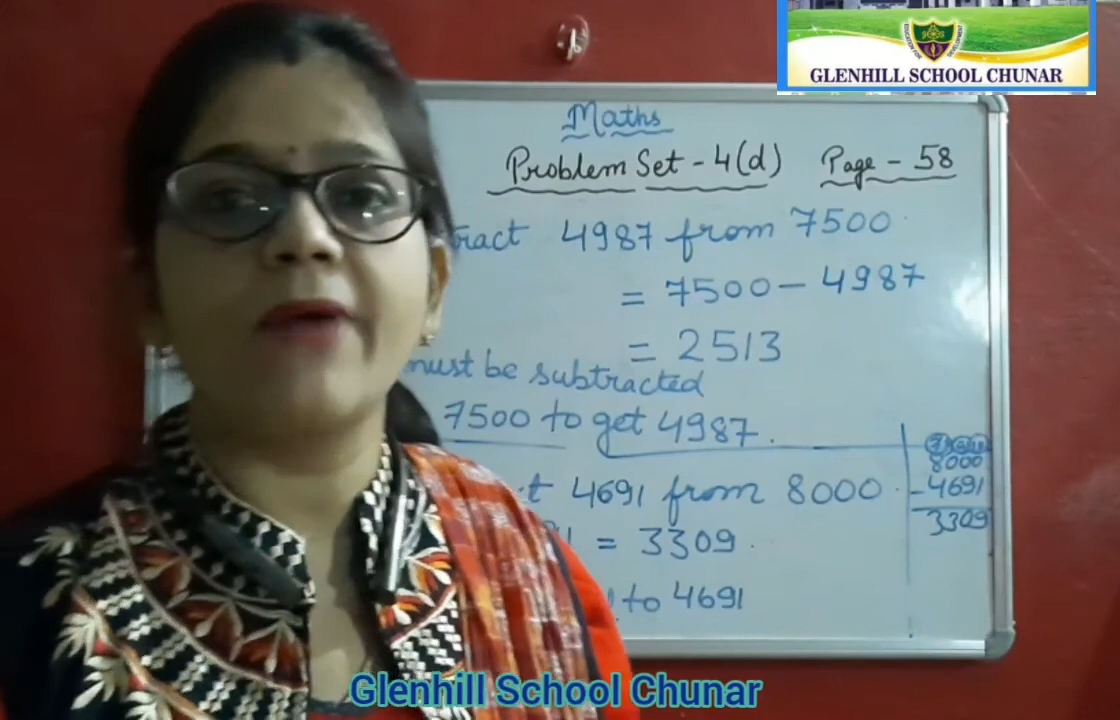 GLENHILL SCHOOL CHUNAR
Maths
Problem Set - 4(d) Page - 58
tract 4987 from 7500
= 7500 - 4987
= 2513
must be subtracted
7500 to get 4987.
t 4691 from 8000
= 3309.
to 4691
8000
- 4691
3309
Glenhill School Chunar